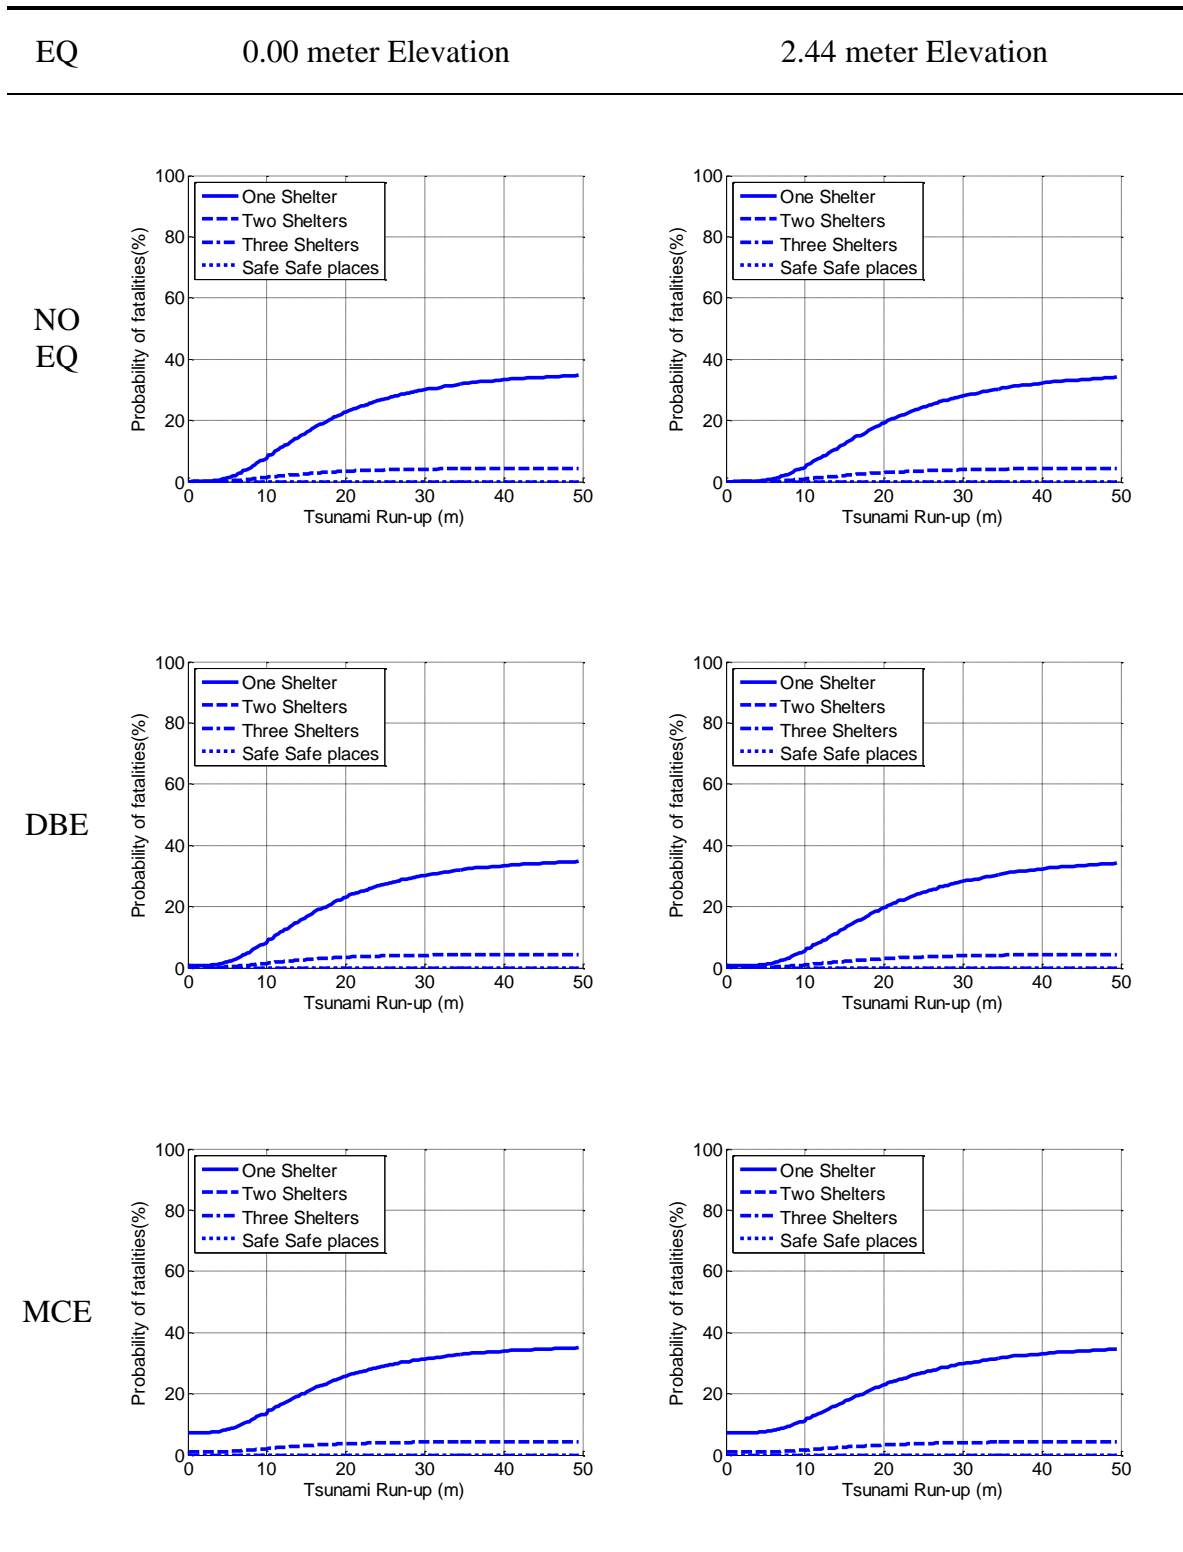 EQ 0.00 meter Elevation 2.44 meter Elevation
NO
EQ
100
80
60
40
20
0
0 10 20 30 40 50
Probability of fatalities(%)
Tsunami Run-up (m)
One Shelter
Two Shelters
Three Shelters
Safe Safe places
100
80
60
40
20
0
0 10 20 30 40 50
Probability of fatalities(%)
Tsunami Run-up (m)
One Shelter
Two Shelters
Three Shelters
Safe Safe places
DBE
100
80
60
40
20
0
0 10 20 30 40 50
Probability of fatalities(%)
Tsunami Run-up (m)
One Shelter
Two Shelters
Three Shelters
Safe Safe places
100
80
60
40
20
0
0 10 20 30 40 50
Probability of fatalities(%)
Tsunami Run-up (m)
One Shelter
Two Shelters
Three Shelters
Safe Safe places
MCE
100
80
60
40
20
0
0 10 20 30 40 50
Probability of fatalities(%)
Tsunami Run-up (m)
One Shelter
Two Shelters
Three Shelters
Safe Safe places
100
80
60
40
20
0
0 10 20 30 40 50
Probability of fatalities(%)
Tsunami Run-up (m)
One Shelter
Two Shelters
Three Shelters
Safe Safe places